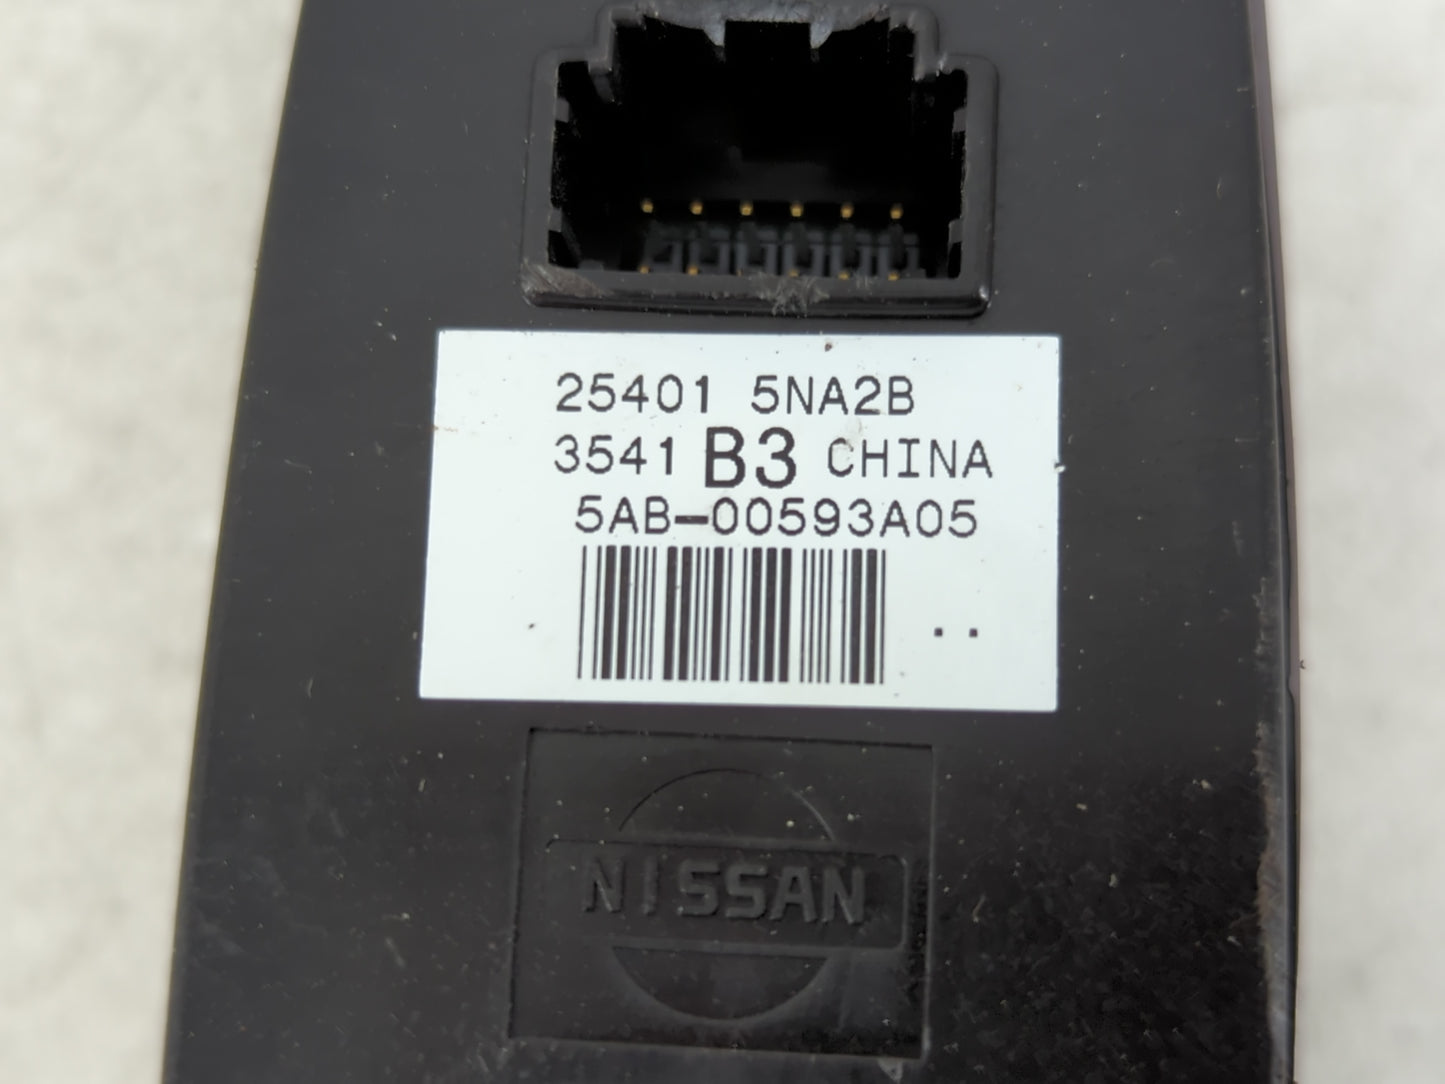 25401 5NA2B
3541 B3 CHINA
5AB-00593A05
NISSAN